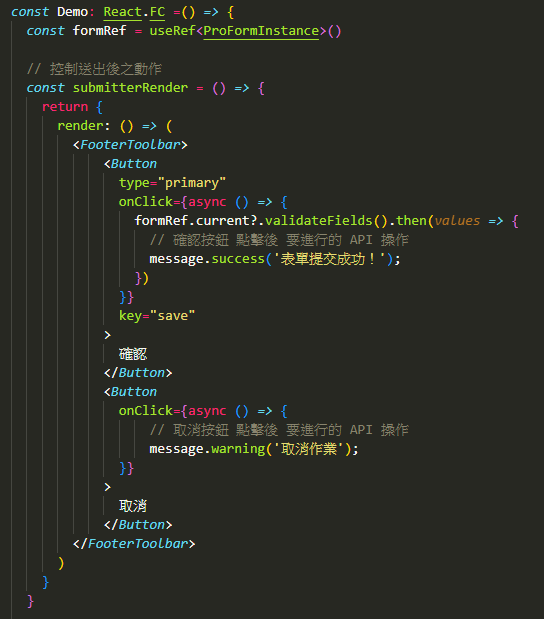 const Demo: React.FC =() => {
  const formRef = useRef<ProFormInstance>()

  // 控制送出後之動作
  const submitterRender = () => {
    return {
      render: () => (
        <FooterToolbar>
            <Button
              type="primary"
              onClick={async () => {
                formRef.current?.validateFields().then(values => {
                  // 確認按鈕 點擊後 要進行的 API 操作
                  message.success('表單提交成功！');
                })
              }}
              key="save"
            >
              確認
            </Button>
            <Button
              onClick={async () => {
                  // 取消按鈕 點擊後 要進行的 API 操作
                  message.warning('取消作業');
              }}
            >
              取消
            </Button>
        </FooterToolbar>
      )
    }
  }